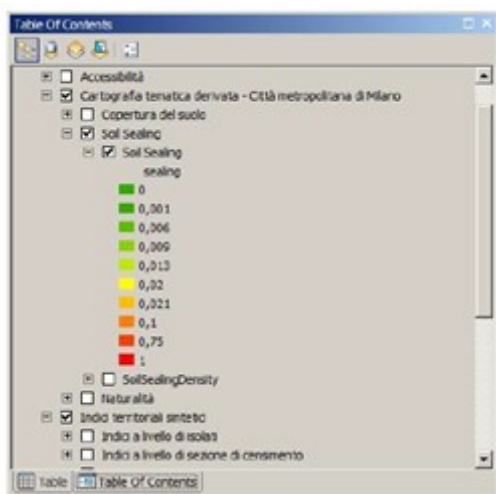 Table Of Contents
Accessibilità
Cartografia tematica derivata - Città metropolitana di Milano
Copertura del suolo
Soil Sealing
Soil Sealing
sealing
0
0,001
0,006
0,009
0,013
0,02
0,021
0,1
0,75
1
SoilSealingDensity
Naturalità
Indici territoriali sintetici
Indici a livello di isolati
Indici a livello di sezione di censimento
Table
Table Of Contents